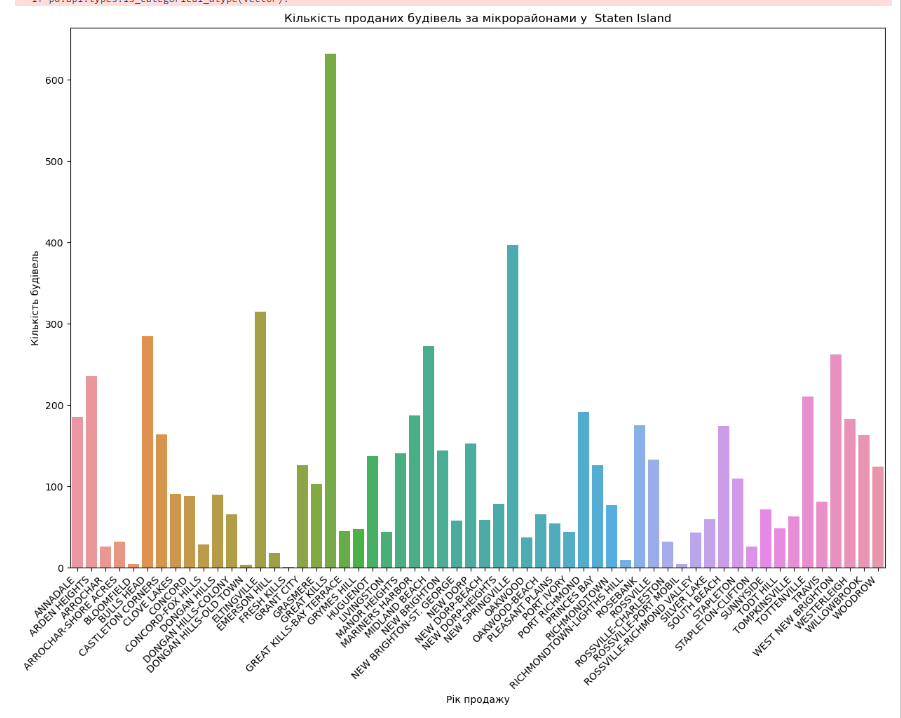 if pd.api.types.is_categorical_dtype(vector):
Кількість проданих будівель за мікрорайонами у  Staten Island
Кількість будівель
600
500
400
300
200
100
0
ANNADALE
ARDEN HEIGHTS
ARROCHAR
ARROCHAR-SHORE ACRES
BLOOMFIELD
BULLS HEAD
CASTLETON CORNERS
CLOVE LAKES
CONCORD
CONCORD-FOX HILLS
DONGAN HILLS
DONGAN HILLS-COLONY
DONGAN HILLS-OLD TOWN
ELTINGVILLE
EMERSON HILL
FRESH KILLS
GRANT CITY
GRASMERE
GREAT KILLS
GREAT KILLS-BAY TERRACE
GRYMES HILL
HUGUENOT
LIVINGSTON
MANOR HEIGHTS
MARINERS HARBOR
MIDLAND BEACH
NEW BRIGHTON
NEW BRIGHTON-ST. GEORGE
NEW DORP
NEW DORP-BEACH
NEW DORP-HEIGHTS
NEW SPRINGVILLE
OAKWOOD
OAKWOOD-BEACH
PLEASANT PLAINS
PORT IVORY
PORT RICHMOND
PRINCES BAY
RICHMONDTOWN
RICHMONDTOWN-LIGHTHS HILL
ROSEBANK
ROSSVILLE
ROSSVILLE-CHARLESTON
ROSSVILLE-PORT MOBIL
ROSSVILLE-RICHMOND VALLEY
SILVER LAKE
SOUTH BEACH
STAPLETON
STAPLETON-CLIFTON
SUNNYSIDE
TODT HILL
TOMPKINSVILLE
TOTTENVILLE
TRAVIS
WEST NEW BRIGHTON
WESTERLEIGH
WILLOWBROOK
WOODROW
Рік продажу